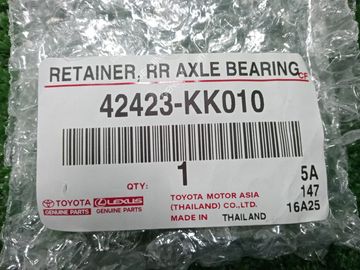 RETAINER, RR AXLE BEARING
CF
42423-KK010
QTY: 1 5A
TOYOTA LEXUS TOYOTA MOTOR ASIA 147
GENUINE PARTS GENUINE PARTS (THAILAND) CO.,LTD. 16A25
MADE IN THAILAND